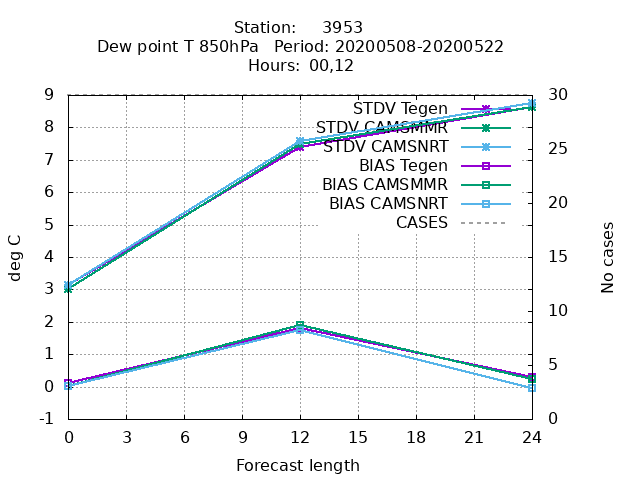 Station: 3953
Dew point T 850hPa Period: 20200508-20200522
Hours: 00,12
9
8
7
6
5
4
3
2
1
0
-1
deg C
30
25
20
15
10
5
0
No cases
STDV Tegen
STDV CAMSMMR
STDV CAMSNRT
BIAS Tegen
BIAS CAMSMMR
BIAS CAMSNRT
CASES
0 3 6 9 12 15 18 21 24
Forecast length